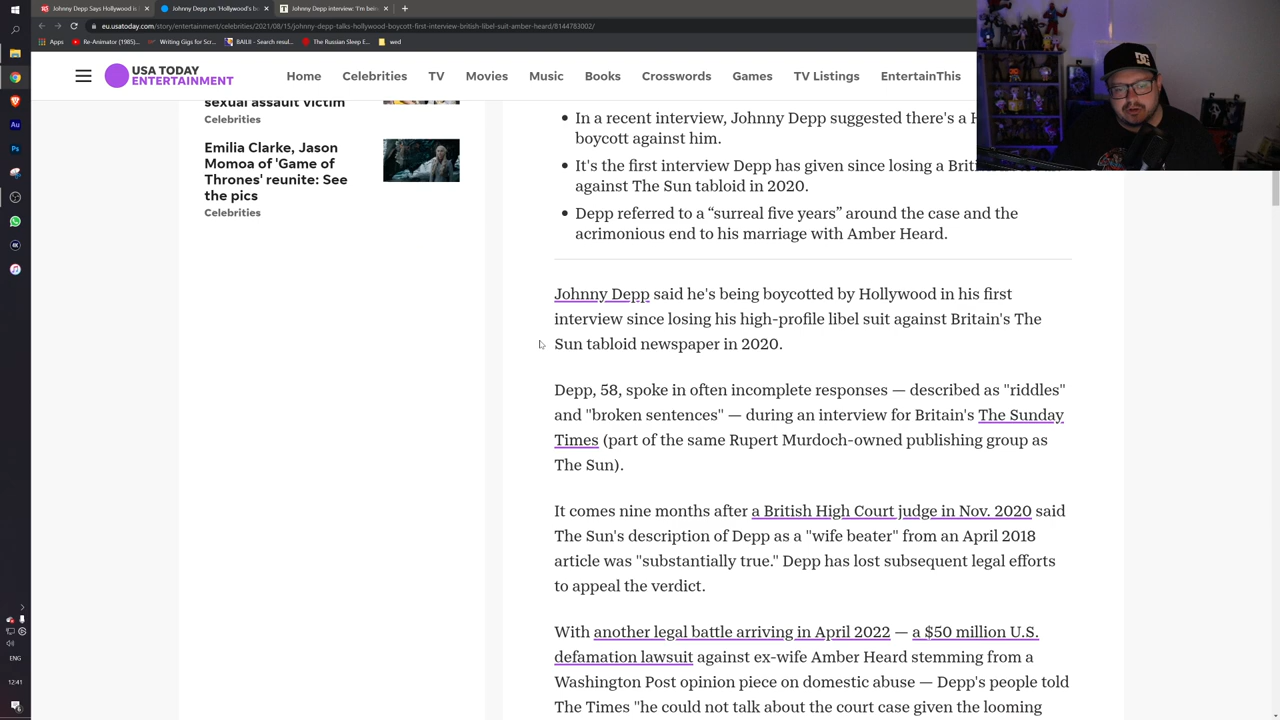 Johnny Depp Says Hollywood is
Johnny Depp on 'Hollywood's b
Johnny Depp interview: 'I'm bei
eu.usatoday.com/story/entertainment/celebrities/2021/08/15/johnny-depp-talks-hollywood-boycott-first-interview-british-libel-suit-amber-heard/8144783002/
Apps
Re-Animator (1985)...
Writing Gigs for Scr...
BAILII - Search resul...
The Russian Sleep E...
wed
USA TODAY
ENTERTAINMENT
Home
Celebrities
TV
Movies
Music
Books
Crosswords
Games
TV Listings
EntertainThis
sexual assault victim
Celebrities
Emilia Clarke, Jason
Momoa of 'Game of
Thrones' reunite: See
the pics
Celebrities
In a recent interview, Johnny Depp suggested there's a
boycott against him.
It's the first interview Depp has given since losing a
against The Sun tabloid in 2020.
Depp referred to a “surreal five years” around the case and the
acrimonious end to his marriage with Amber Heard.
Johnny Depp said he's being boycotted by Hollywood in his first
interview since losing his high-profile libel suit against Britain's The
Sun tabloid newspaper in 2020.
Depp, 58, spoke in often incomplete responses — described as "riddles"
and "broken sentences" — during an interview for Britain's The Sunday
Times (part of the same Rupert Murdoch-owned publishing group as
The Sun).
It comes nine months after a British High Court judge in Nov. 2020 said
The Sun's description of Depp as a "wife beater" from an April 2018
article was "substantially true." Depp has lost subsequent legal efforts
to appeal the verdict.
With another legal battle arriving in April 2022 — a $50 million U.S.
defamation lawsuit against ex-wife Amber Heard stemming from a
Washington Post opinion piece on domestic abuse — Depp's people told
The Times "he could not talk about the court case given the looming
Au
Ps
ENG
12:41
DC